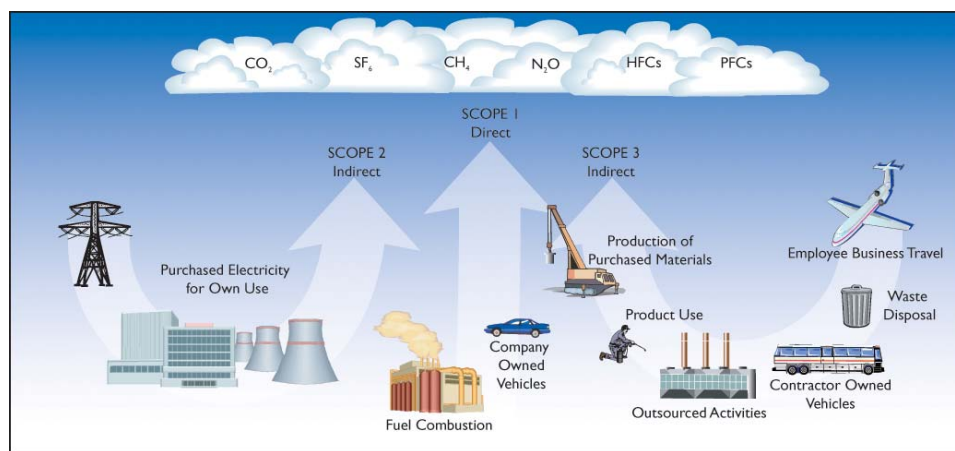 CO₂
SF₆
CH₄
N₂O
HFCs
PFCs
SCOPE 1
Direct
SCOPE 2
Indirect
SCOPE 3
Indirect
Purchased Electricity
for Own Use
Production of
Purchased Materials
Employee Business Travel
Waste
Disposal
Product Use
Company
Owned
Vehicles
Fuel Combustion
Outsourced Activities
Contractor Owned
Vehicles